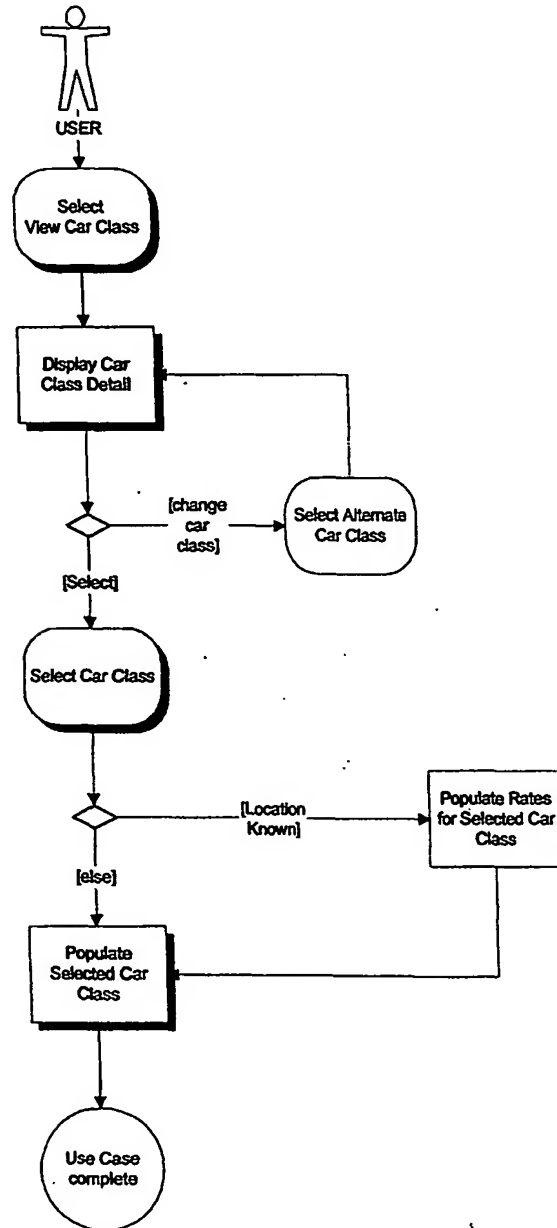 USER
Select
View Car Class
Display Car
Class Detail
[change
car
class]
Select Alternate
Car Class
[Select]
Select Car Class
[Location
Known]
Populate Rates
for Selected Car
Class
[else]
Populate
Selected Car
Class
Use Case
complete